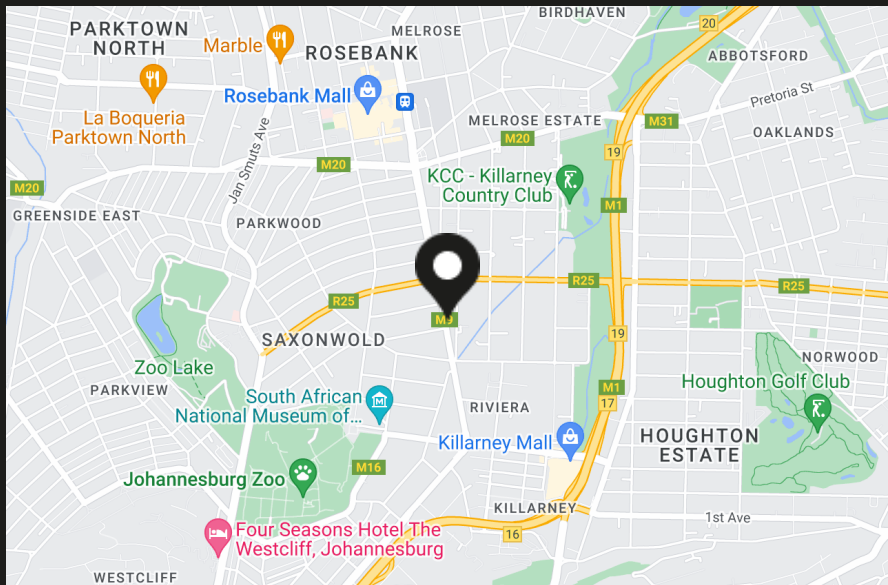 BIRDHAVEN
20
PARKTOWN
NORTH
Marble
MELROSE
ROSEBANK
ABBOTSFORD
Rosebank Mall
Pretoria St
La Boqueria
Parktown North
MELROSE ESTATE
M31
OAKLANDS
M20
19
Jan Smuts Ave
M20
KCC - Killarney
Country Club
M20
GREENSIDE EAST
PARKWOOD
M1
R25
R25
R25
M9
19
SAXONWOLD
NORWOOD
Zoo Lake
PARKVIEW
South African
National Museum of...
Houghton Golf Club
M1
17
RIVIERA
Killarney Mall
HOUGHTON
ESTATE
M16
Johannesburg Zoo
KILLARNEY
1st Ave
Four Seasons Hotel The
Westcliff, Johannesburg
16
WESTCLIFF